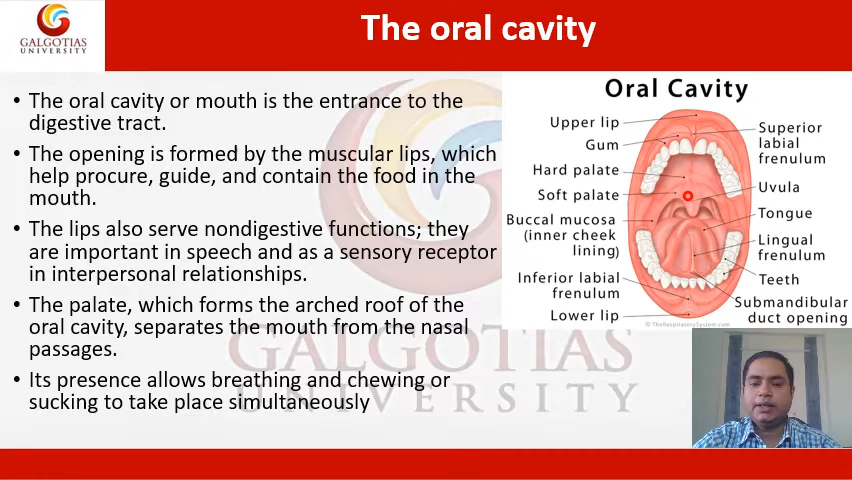 GALGOTIAS
UNIVERSITY
The oral cavity
• The oral cavity or mouth is the entrance to the
digestive tract.
• The opening is formed by the muscular lips, which
help procure, guide, and contain the food in the
mouth.
• The lips also serve nondigestive functions; they
are important in speech and as a sensory receptor
in interpersonal relationships.
• The palate, which forms the arched roof of the
oral cavity, separates the mouth from the nasal
passages.
• Its presence allows breathing and chewing or
sucking to take place simultaneously
Oral Cavity
Upper lip
Gum
Hard palate
Soft palate
Buccal mucosa
(inner cheek
lining)
Inferior labial
frenulum
Lower lip
Superior
labial
frenulum
Uvula
Tongue
Lingual
frenulum
Teeth
Submandibular
duct opening
© TheRespiratorySystem.com
GALGOTIAS
UNIVERSITY